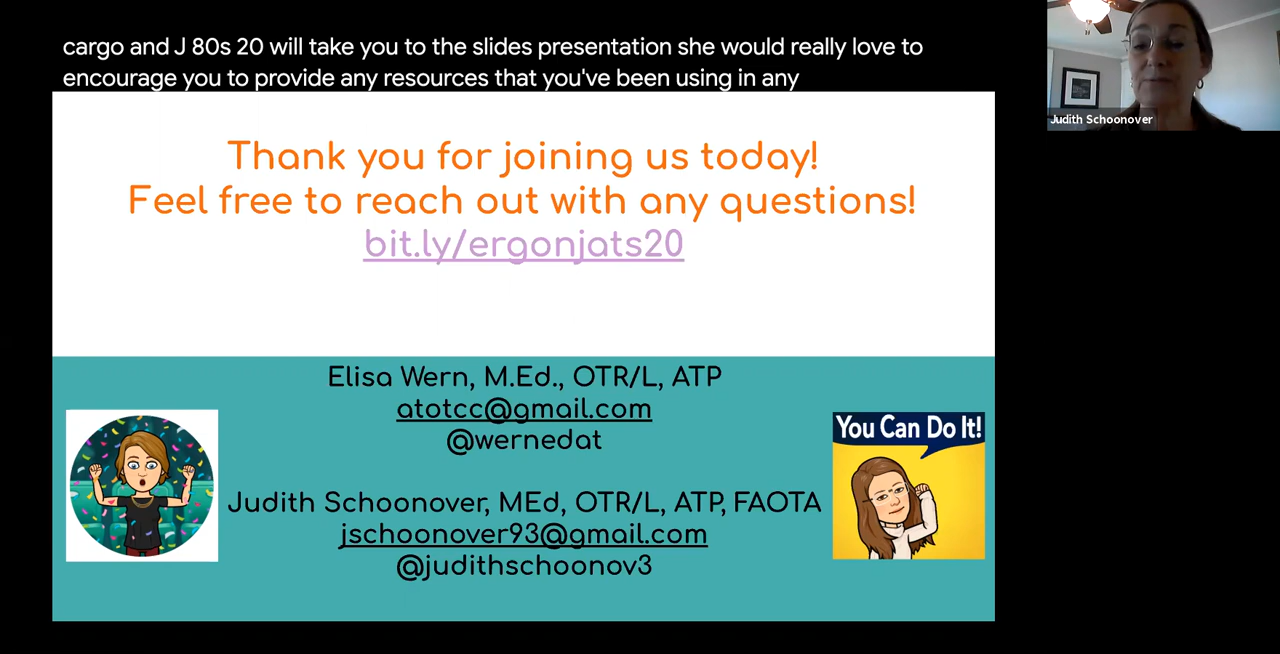 cargo and J 80s 20 will take you to the slides presentation she would really love to
encourage you to provide any resources that you've been using in any
Judith Schoonover
Thank you for joining us today!
Feel free to reach out with any questions!
bit.ly/ergonjats20
Elisa Wern, M.Ed., OTR/L, ATP
atotcc@gmail.com
@wernedat
You Can Do It!
Judith Schoonover, MEd, OTR/L, ATP, FAOTA
jschoonover93@gmail.com
@judithschoonov3